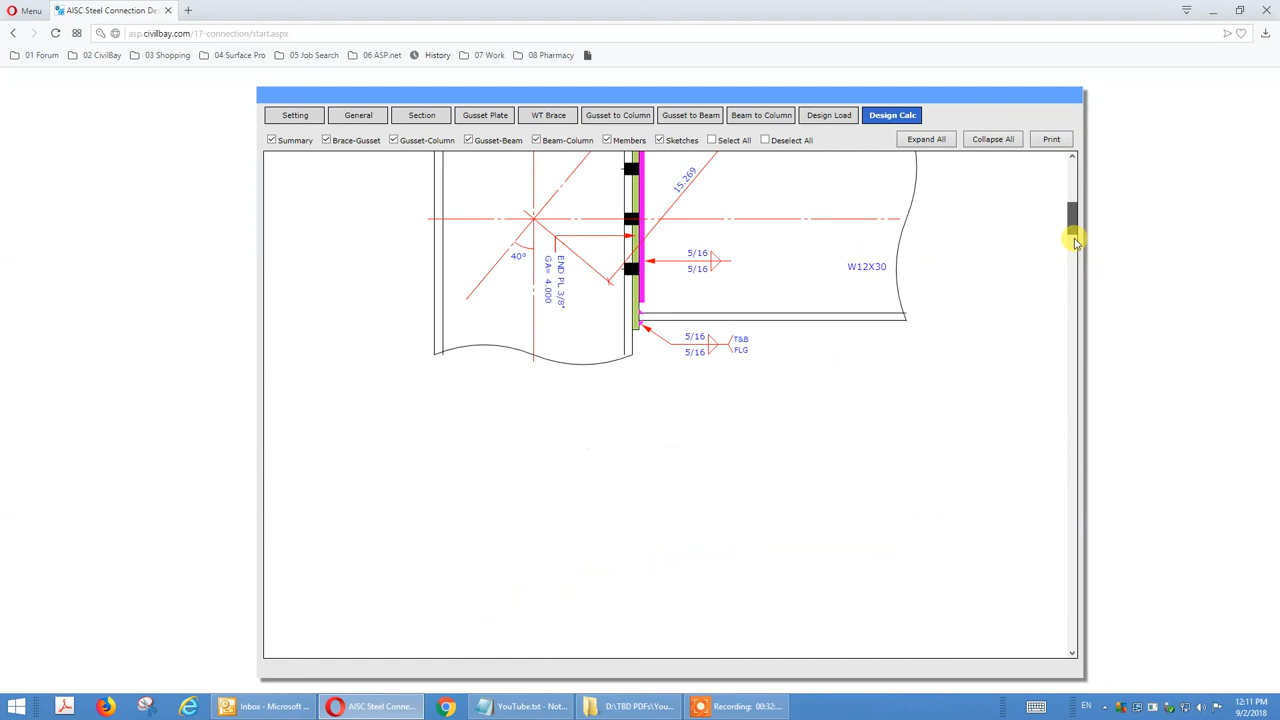 Menu
AISC Steel Connection De
asp.civilbay.com/17-connection/start.aspx
01 Forum
02 CivilBay
03 Shopping
04 Surface Pro
05 Job Search
06 ASP.net
History
07 Work
08 Pharmacy
Setting
General
Section
Gusset Plate
WT Brace
Gusset to Column
Gusset to Beam
Beam to Column
Design Load
Design Calc
Summary
Brace-Gusset
Gusset-Column
Gusset-Beam
Beam-Column
Members
Sketches
Select All
Deselect All
Expand All
Collapse All
Print
15.269
40°
END PL 3/8"
GA= 4.000
5/16
5/16
W12X30
5/16
5/16
T&B
FLG
Inbox - Microsoft ...
AISC Steel Conne...
YouTube.txt - Not...
D:\TBD PDFs\You...
Recording: 00:32:...
EN
12:11 PM
9/2/2018